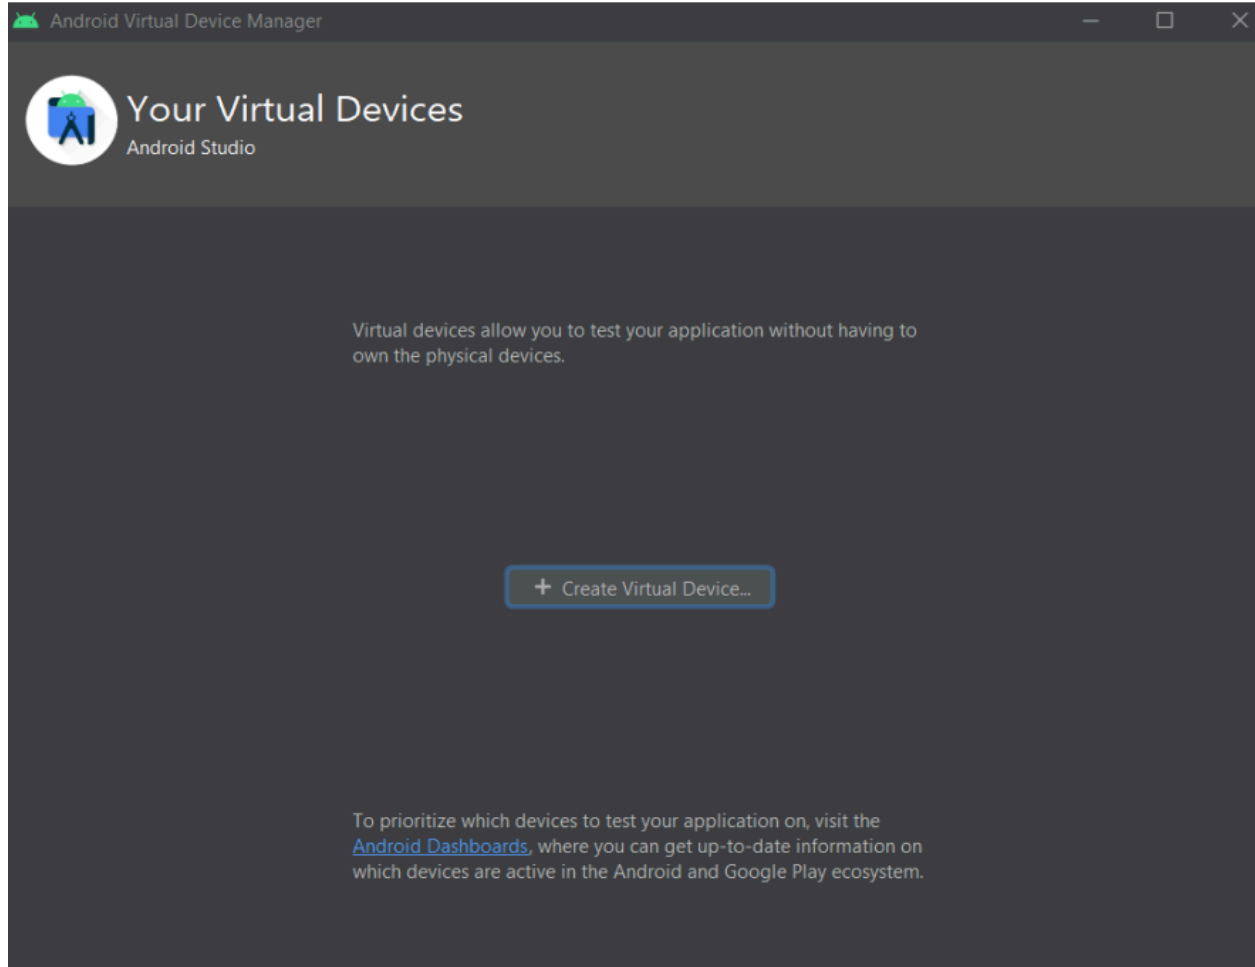 Android Virtual Device Manager
Your Virtual Devices
Android Studio
Virtual devices allow you to test your application without having to
own the physical devices.
+ Create Virtual Device...
To prioritize which devices to test your application on, visit the
Android Dashboards, where you can get up-to-date information on
which devices are active in the Android and Google Play ecosystem.